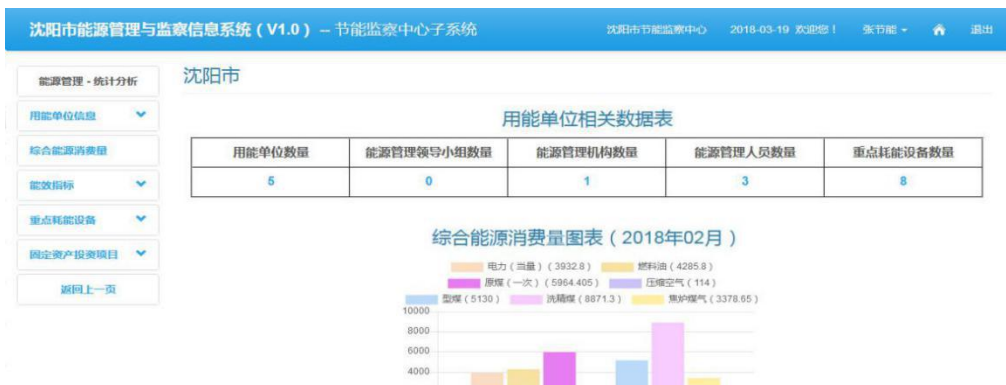 沈阳市能源管理与监察信息系统（V1.0）– 节能监察中心子系统 沈阳市节能监察中心 2018-03-19 欢迎您！ 张节能 退出
能源管理 - 统计分析
用能单位信息
综合能源消费量
能效指标
重点耗能设备
固定资产投资项目
返回上一页
沈阳市
用能单位相关数据表
用能单位数量 能源管理领导小组数量 能源管理机构数量 能源管理人员数量 重点耗能设备数量
5 0 1 3 8
综合能源消费量图表（2018年02月）
电力（当量）（3932.8） 燃料油（4285.8）
原煤（一次）（5964.405） 压缩空气（114）
型煤（5130） 洗精煤（8871.3） 焦炉煤气（3378.65）
10000
8000
6000
4000